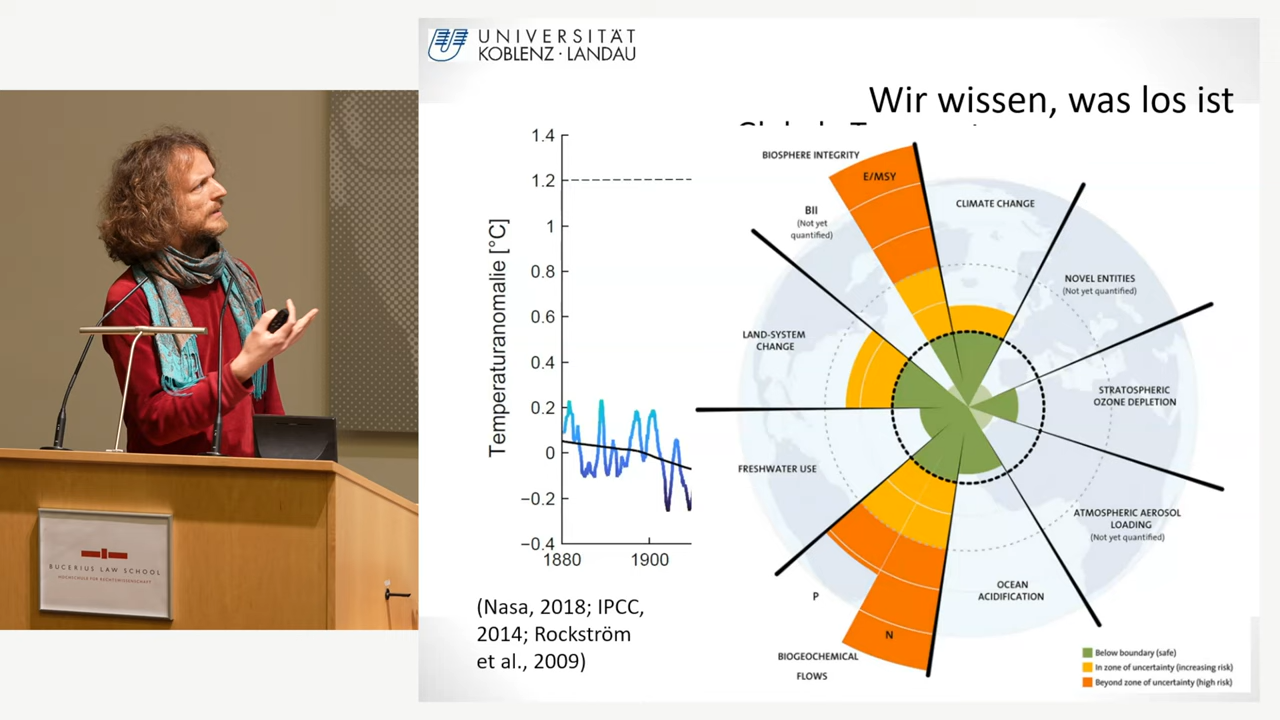 UNIVERSITÄT
KOBLENZ · LANDAU
Wir wissen, was los ist
Temperaturanomalie [°C]
1.4
1.2
1
0.8
0.6
0.4
0.2
0
−0.2
−0.4
1880
1900
(Nasa, 2018; IPCC,
2014; Rockström
et al., 2009)
BIOSPHERE INTEGRITY
E/MSY
BII
(Not yet
quantified)
CLIMATE CHANGE
NOVEL ENTITIES
(Not yet quantified)
LAND-SYSTEM
CHANGE
STRATOSPHERIC
OZONE DEPLETION
FRESHWATER USE
ATMOSPHERIC AEROSOL
LOADING
(Not yet quantified)
OCEAN
ACIDIFICATION
P
N
BIOGEOCHEMICAL
FLOWS
Below boundary (safe)
In zone of uncertainty (increasing risk)
Beyond zone of uncertainty (high risk)
BUCERIUS LAW SCHOOL
HOCHSCHULE FÜR RECHTSWISSENSCHAFT